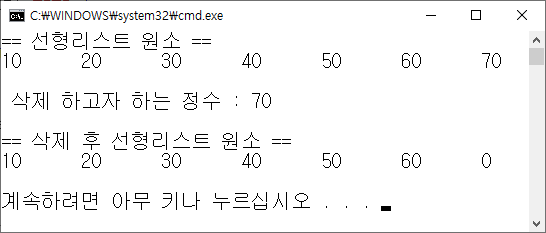 C:\WINDOWS\system32\cmd.exe
== 선형리스트 원소 ==
10 20 30 40 50 60 70
삭제 하고자 하는 정수 : 70
== 삭제 후 선형리스트 원소 ==
10 20 30 40 50 60 0
계속하려면 아무 키나 누르십시오 . . .